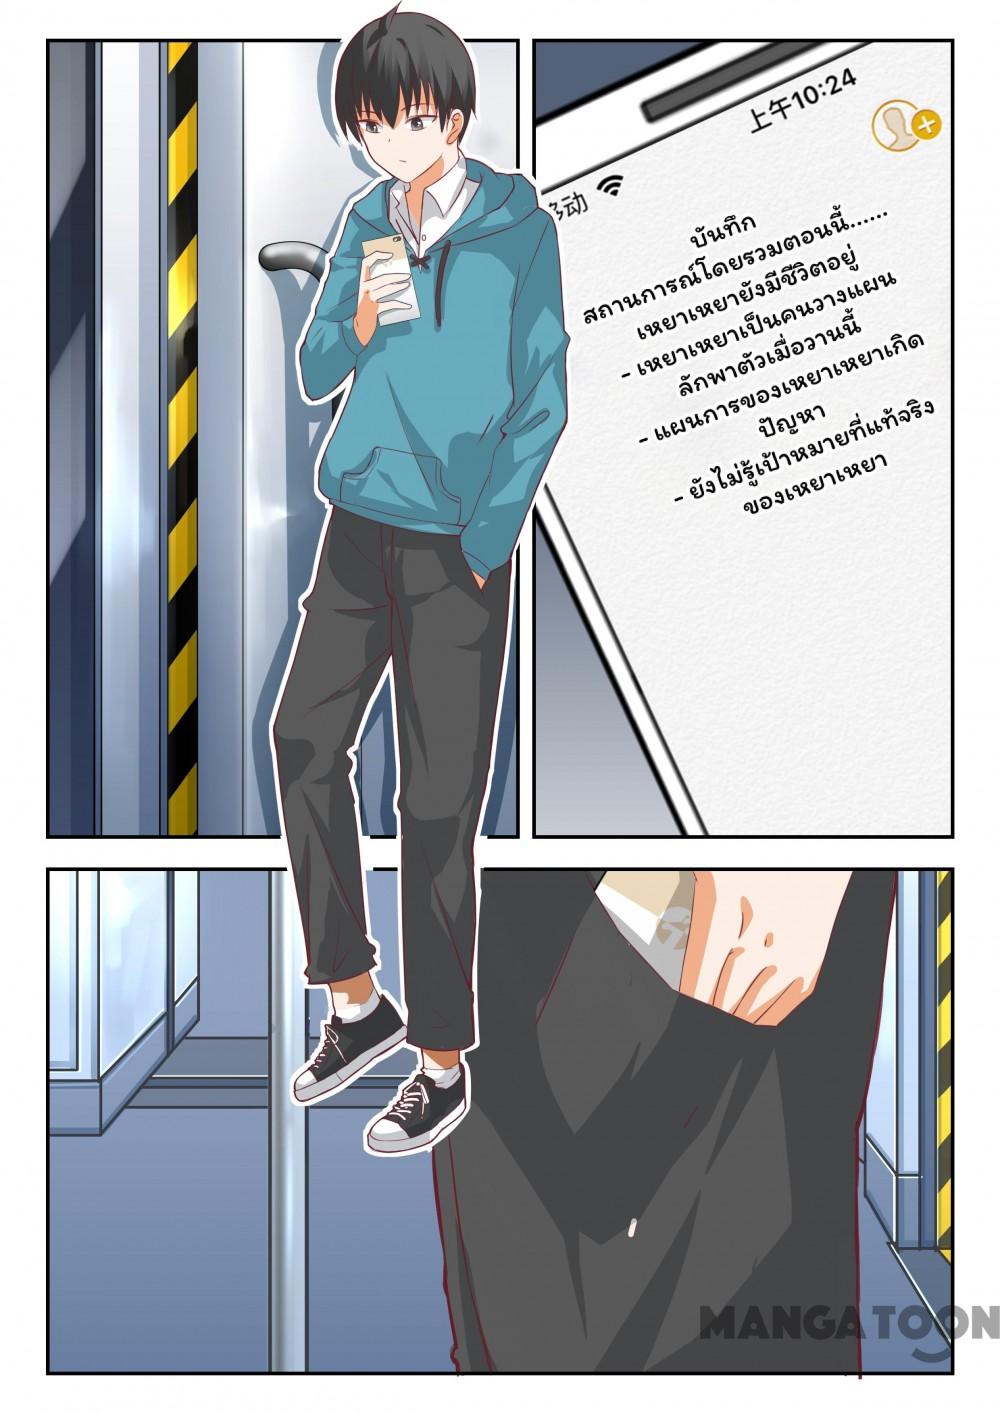 上午10:24
移动
บันทึก
สถานการณ์โดยรวมตอนนี้......
เหยาเหยายังมีชีวิตอยู่
- เหยาเหยาเป็นคนวางแผน
ลักพาตัวเมื่อวานนี้
- แผนการของเหยาเหยาเกิด
ปัญหา
- ยังไม่รู้เป้าหมายที่แท้จริง
ของเหยาเหยา
MANGATOON